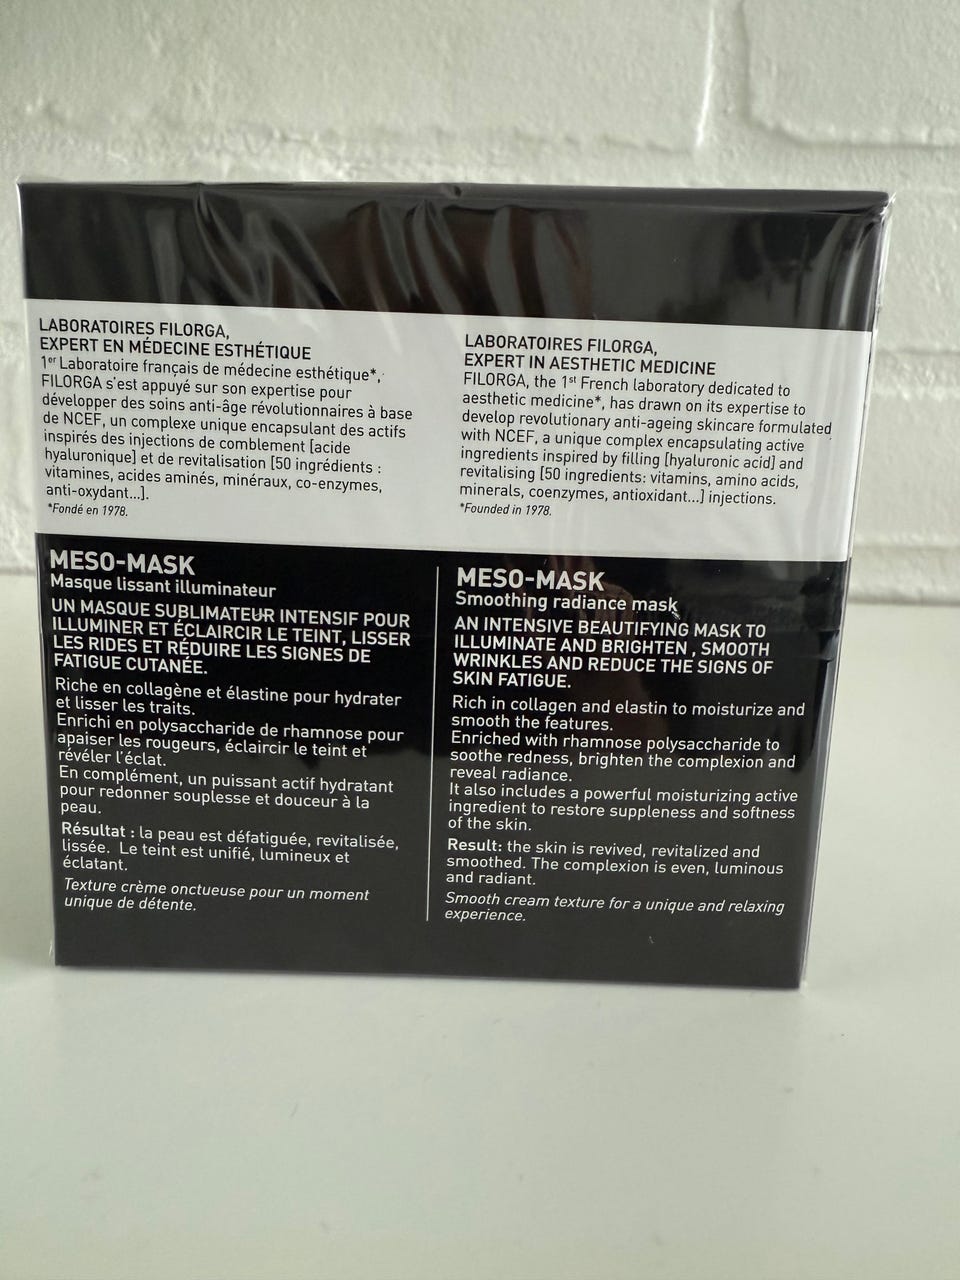 LABORATOIRES FILORGA,
EXPERT EN MÉDECINE ESTHÉTIQUE
1er Laboratoire français de médecine esthétique*,
FILORGA s'est appuyé sur son expertise pour
développer des soins anti-âge révolutionnaires à base
de NCEF, un complexe unique encapsulant des actifs
inspirés des injections de comblement [acide
hyaluronique] et de revitalisation [50 ingrédients :
vitamines, acides aminés, minéraux, co-enzymes,
anti-oxydant...].
*Fondé en 1978.
LABORATOIRES FILORGA,
EXPERT IN AESTHETIC MEDICINE
FILORGA, the 1st French laboratory dedicated to
aesthetic medicine*, has drawn on its expertise to
develop revolutionary anti-ageing skincare formulated
with NCEF, a unique complex encapsulating active
ingredients inspired by filling [hyaluronic acid] and
revitalising [50 ingredients: vitamins, amino acids,
minerals, coenzymes, antioxidant...] injections.
*Founded in 1978.
MESO-MASK
Masque lissant illuminateur
UN MASQUE SUBLIMATEUR INTENSIF POUR
ILLUMINER ET ÉCLAIRCIR LE TEINT, LISSER
LES RIDES ET RÉDUIRE LES SIGNES DE
FATIGUE CUTANÉE.
Riche en collagène et élastine pour hydrater
et lisser les traits.
Enrichi en polysaccharide de rhamnose pour
apaiser les rougeurs, éclaircir le teint et
révéler l'éclat.
En complément, un puissant actif hydratant
pour redonner souplesse et douceur à la
peau.
Résultat : la peau est défatiguée, revitalisée,
lissée. Le teint est unifié, lumineux et
éclatant.
Texture crème onctueuse pour un moment
unique de détente.
MESO-MASK
Smoothing radiance mask
AN INTENSIVE BEAUTIFYING MASK TO
ILLUMINATE AND BRIGHTEN , SMOOTH
WRINKLES AND REDUCE THE SIGNS OF
SKIN FATIGUE.
Rich in collagen and elastin to moisturize and
smooth the features.
Enriched with rhamnose polysaccharide to
soothe redness, brighten the complexion and
reveal radiance.
It also includes a powerful moisturizing active
ingredient to restore suppleness and softness
of the skin.
Result: the skin is revived, revitalized and
smoothed. The complexion is even, luminous
and radiant.
Smooth cream texture for a unique and relaxing
experience.